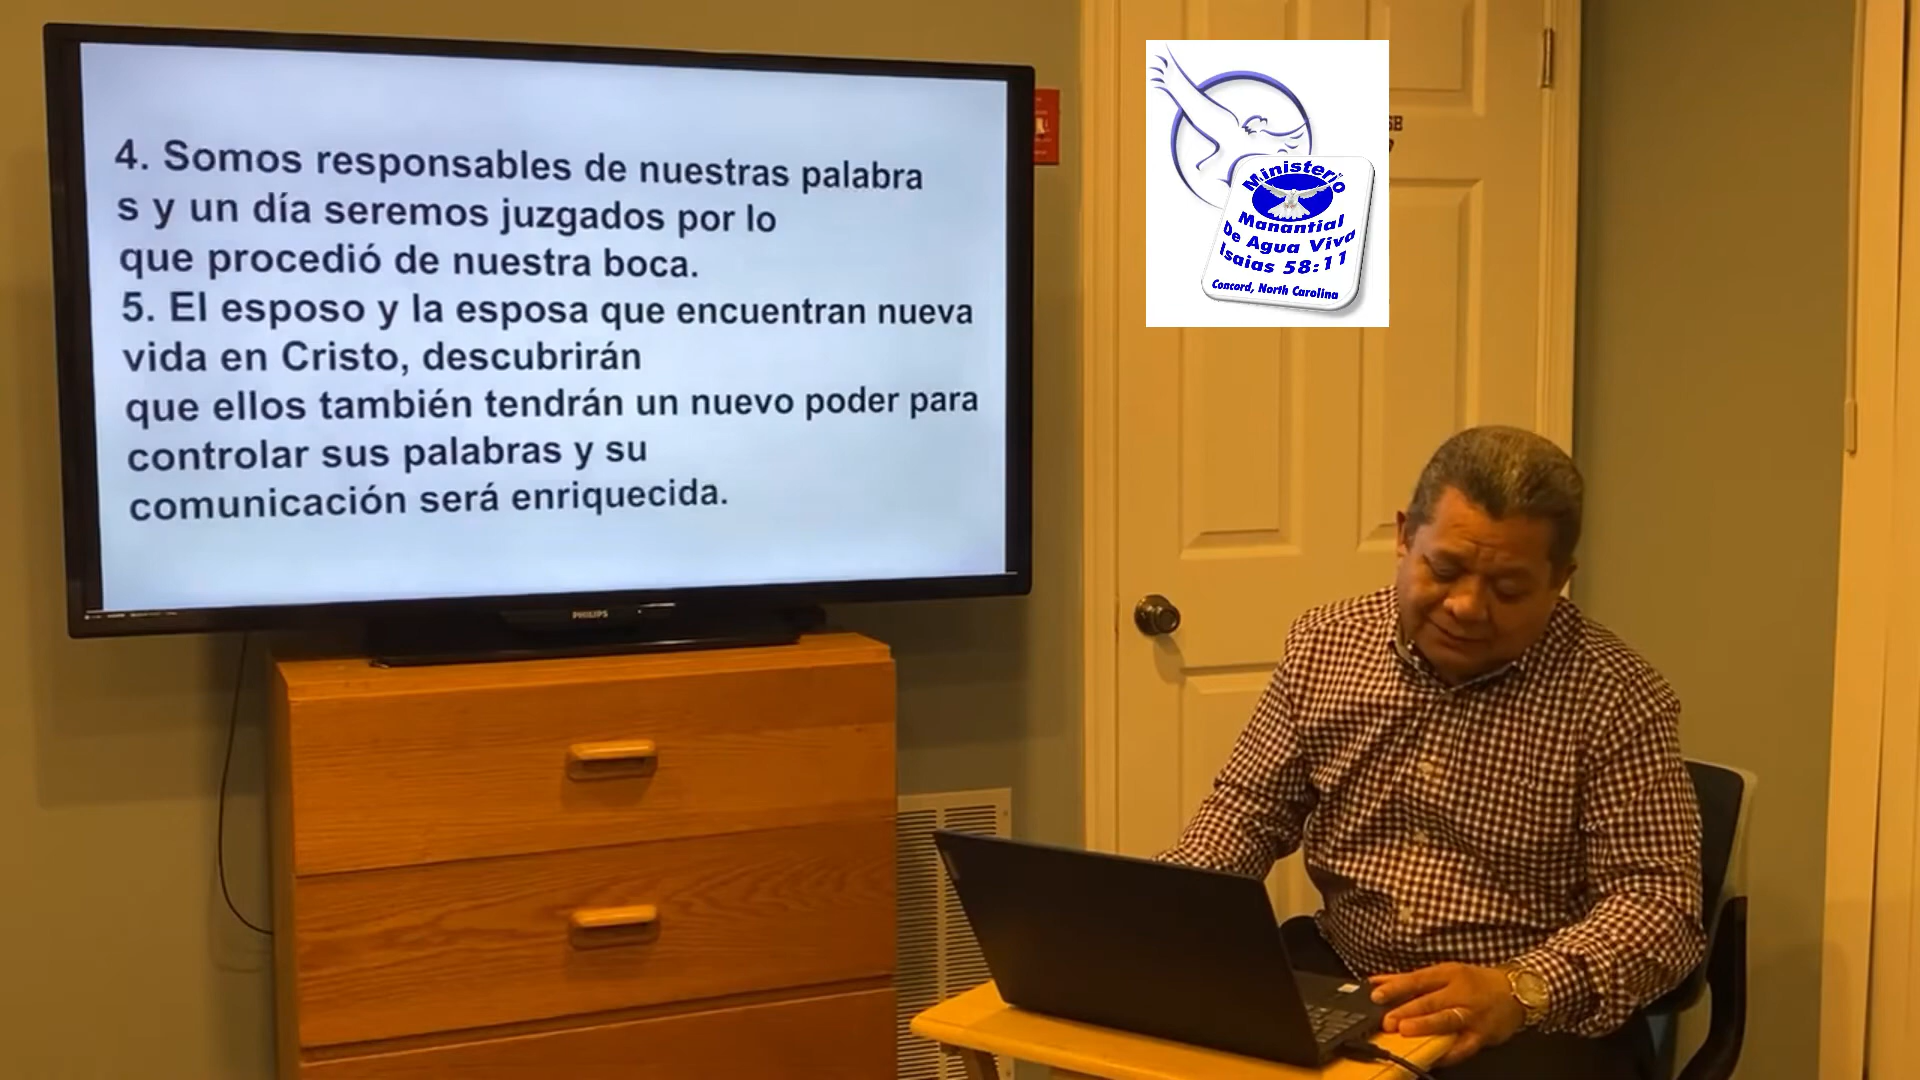 4. Somos responsables de nuestras palabra
s y un día seremos juzgados por lo
que procedió de nuestra boca.
5. El esposo y la esposa que encuentran nueva
vida en Cristo, descubrirán
que ellos también tendrán un nuevo poder para
controlar sus palabras y su
comunicación será enriquecida.
PHILIPS
Ministerio
Manantial
De Agua Viva
Isaias 58:11
Concord, North Carolina
SE